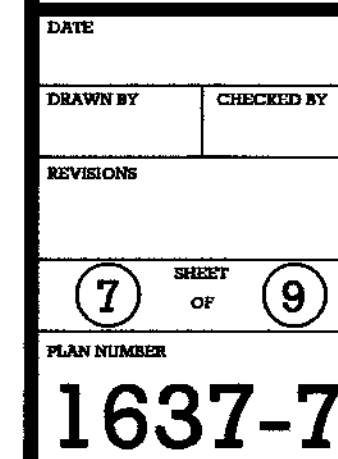 DATE
DRAWN BY CHECKED BY
REVISIONS
7 SHEET OF 9
PLAN NUMBER
1637-7